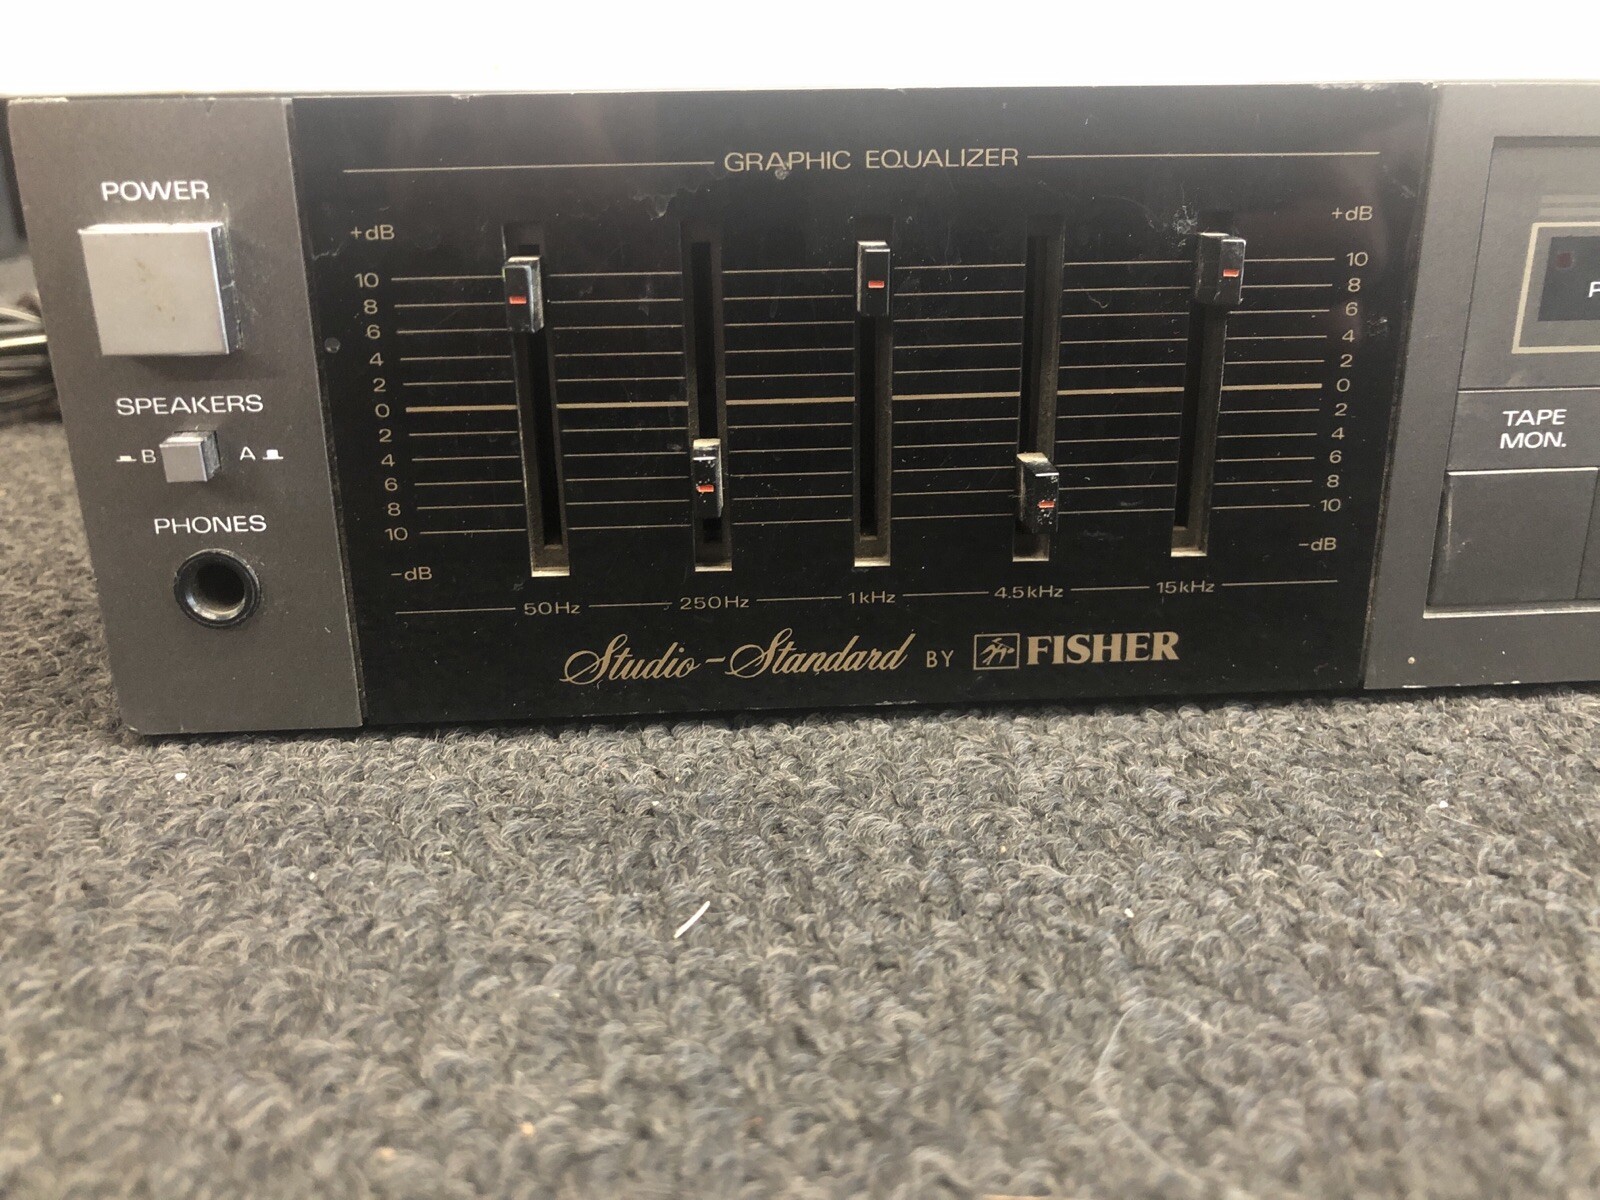 POWER
SPEAKERS
B A
PHONES
GRAPHIC EQUALIZER
+dB +dB
10 10
8 8
6 6
4 4
2 2
0 0
2 2
4 4
6 6
8 8
10 10
-dB -dB
50Hz 250Hz 1kHz 4.5kHz 15kHz
Studio-Standard BY FISHER
TAPE
MON.